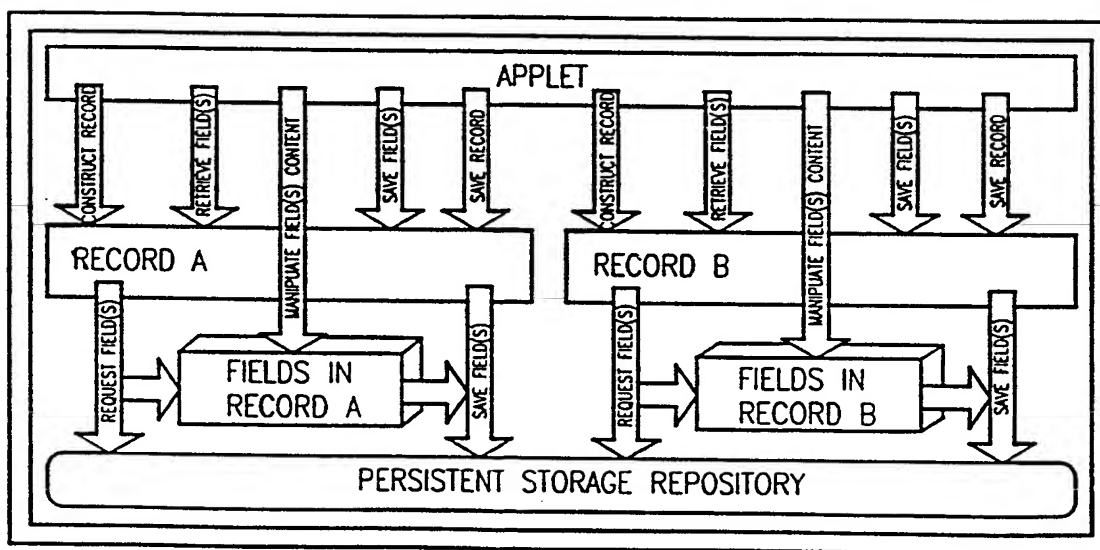 APPLET
CONSTRUCT RECORD
RETRIEVE FIELD(S)
MANIPUATE FIELD(S) CONTENT
SAVE FIELD(S)
SAVE RECORD
CONSTRUCT RECORD
RETRIEVE FIELD(S)
MANIPUATE FIELD(S) CONTENT
SAVE FIELD(S)
SAVE RECORD
RECORD A
RECORD B
REQUEST FIELD(S)
FIELDS IN
RECORD A
SAVE FIELD(S)
REQUEST FIELD(S)
FIELDS IN
RECORD B
SAVE FIELD(S)
PERSISTENT STORAGE REPOSITORY